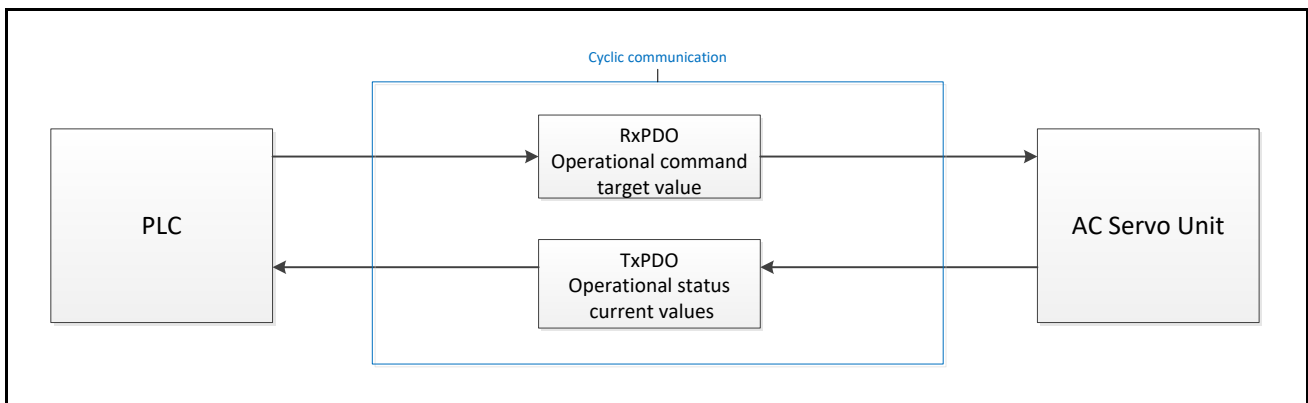 Cyclic communication
RxPDO
Operational command
target value
PLC
AC Servo Unit
TxPDO
Operational status
current values